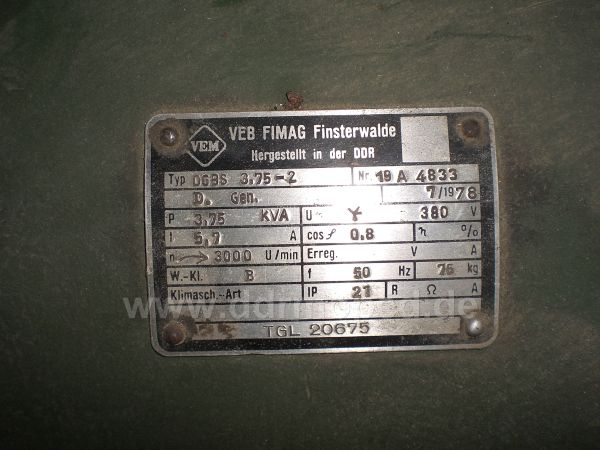 VEM
VEB FIMAG Finsterwalde
Hergestellt in der DDR
Typ DGBS 3.75-2 Nr. 19 A 4833
D. Gen. 7/1978
P 3.75 KVA U Y 380 V
I 5,7 A cos φ 0.8 η %
n 3000 U/min Erreg. V A
W.-Kl. B f 50 Hz 76 kg
Klimasch.-Art IP 21 R Ω A
TGL 20675